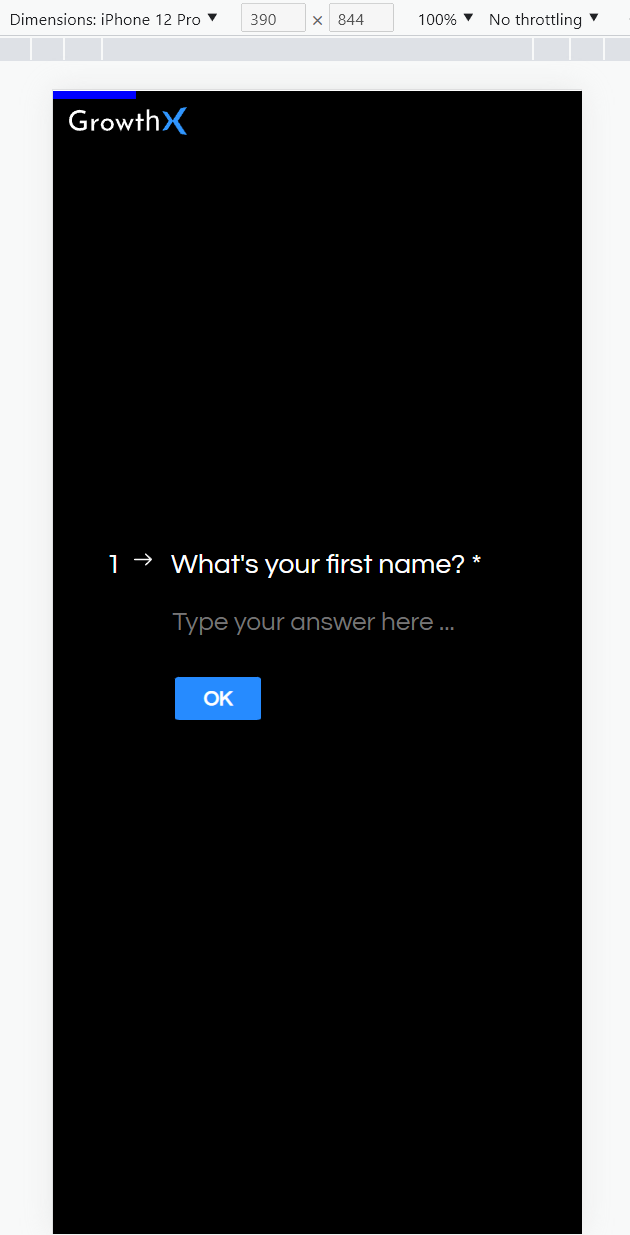 Dimensions: iPhone 12 Pro ▼ 390 × 844 100% ▼ No throttling ▼
GrowthX
1 → What's your first name? *
Type your answer here ...
OK